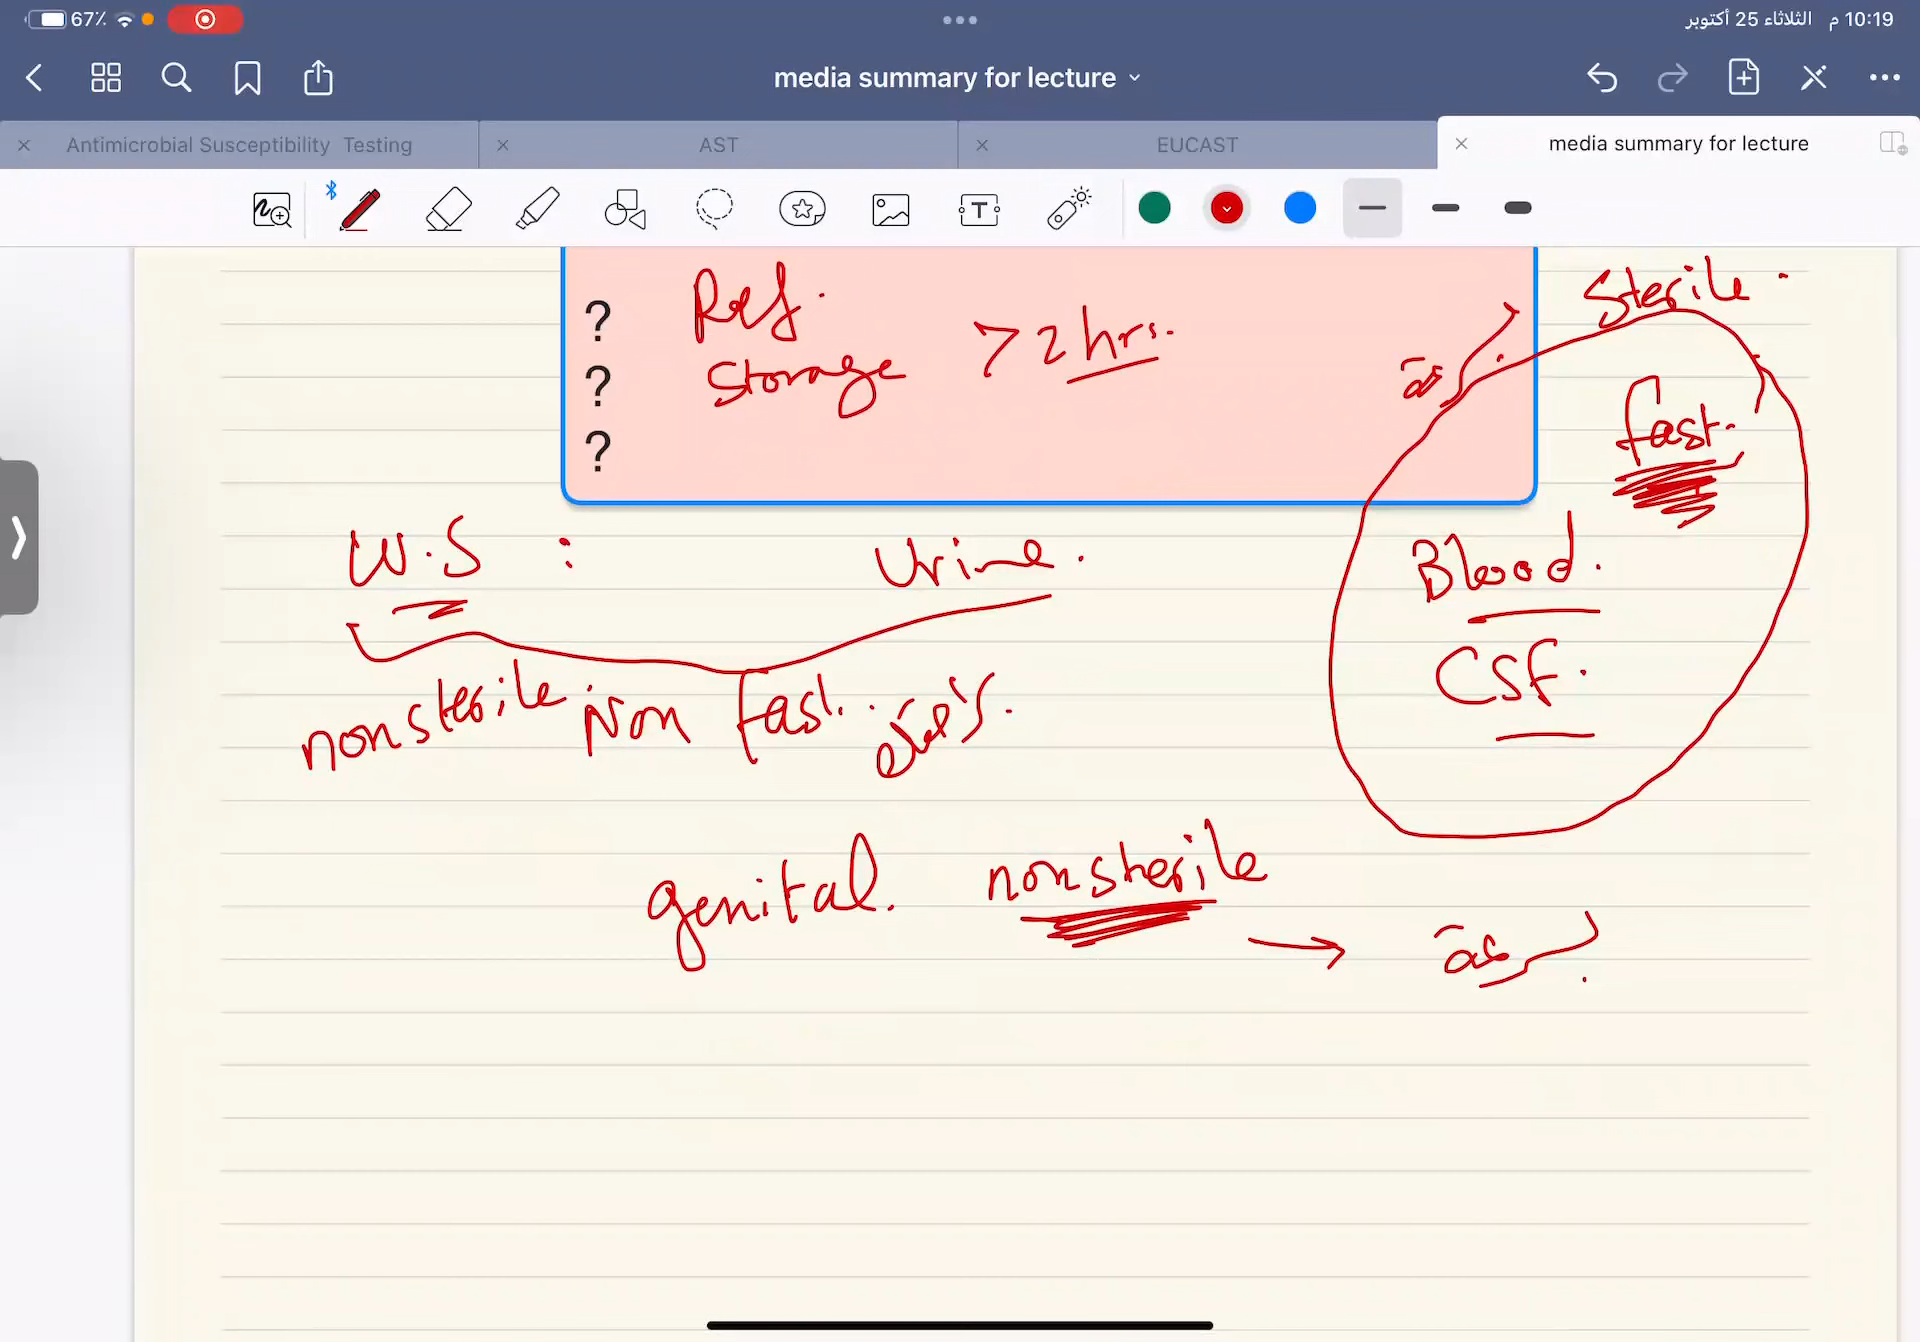 67٪ الثلاثاء 25 أكتوبر 10:19 م
media summary for lecture
Antimicrobial Susceptibility Testing
AST
EUCAST
media summary for lecture
T
Sterile.
? Ref.
Storage > 2 hrs.
?
?
fast.
W.S : Urine.
Blood.
CSF.
nonsterile Non fast.
genital. nonsterile →